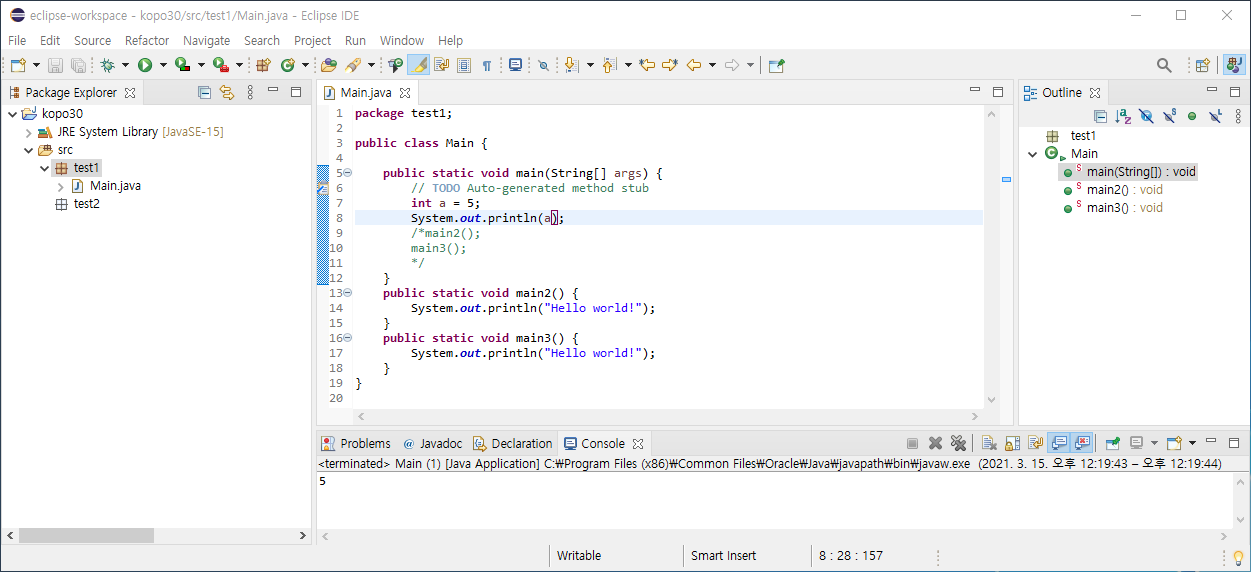 eclipse-workspace - kopo30/src/test1/Main.java - Eclipse IDE
File Edit Source Refactor Navigate Search Project Run Window Help
Package Explorer
kopo30
JRE System Library [JavaSE-15]
src
test1
Main.java
test2
Main.java
1 package test1;
2
3 public class Main {
4
5 public static void main(String[] args) {
6 // TODO Auto-generated method stub
7 int a = 5;
8 System.out.println(a);
9 /*main2();
10 main3();
11 */
12 }
13 public static void main2() {
14 System.out.println("Hello world!");
15 }
16 public static void main3() {
17 System.out.println("Hello world!");
18 }
19 }
20
Outline
test1
Main
main(String[]) : void
main2() : void
main3() : void
Problems @ Javadoc Declaration Console
<terminated> Main (1) [Java Application] C:₩Program Files (x86)₩Common Files₩Oracle₩Java₩javapath₩bin₩javaw.exe (2021. 3. 15. 오후 12:19:43 – 오후 12:19:44)
5
Writable Smart Insert 8 : 28 : 157